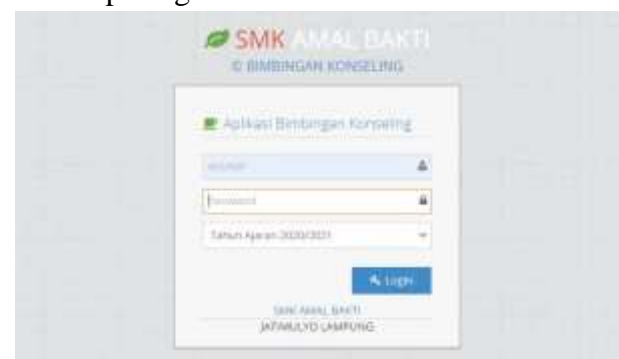 SMK AMAL BAKTI
© BIMBINGAN KONSELING
Aplikasi Bimbingan Konseling
Password
Tahun Ajaran 2020/2021
Login
SMK AMAL BAKTI
JATIMULYO LAMPUNG